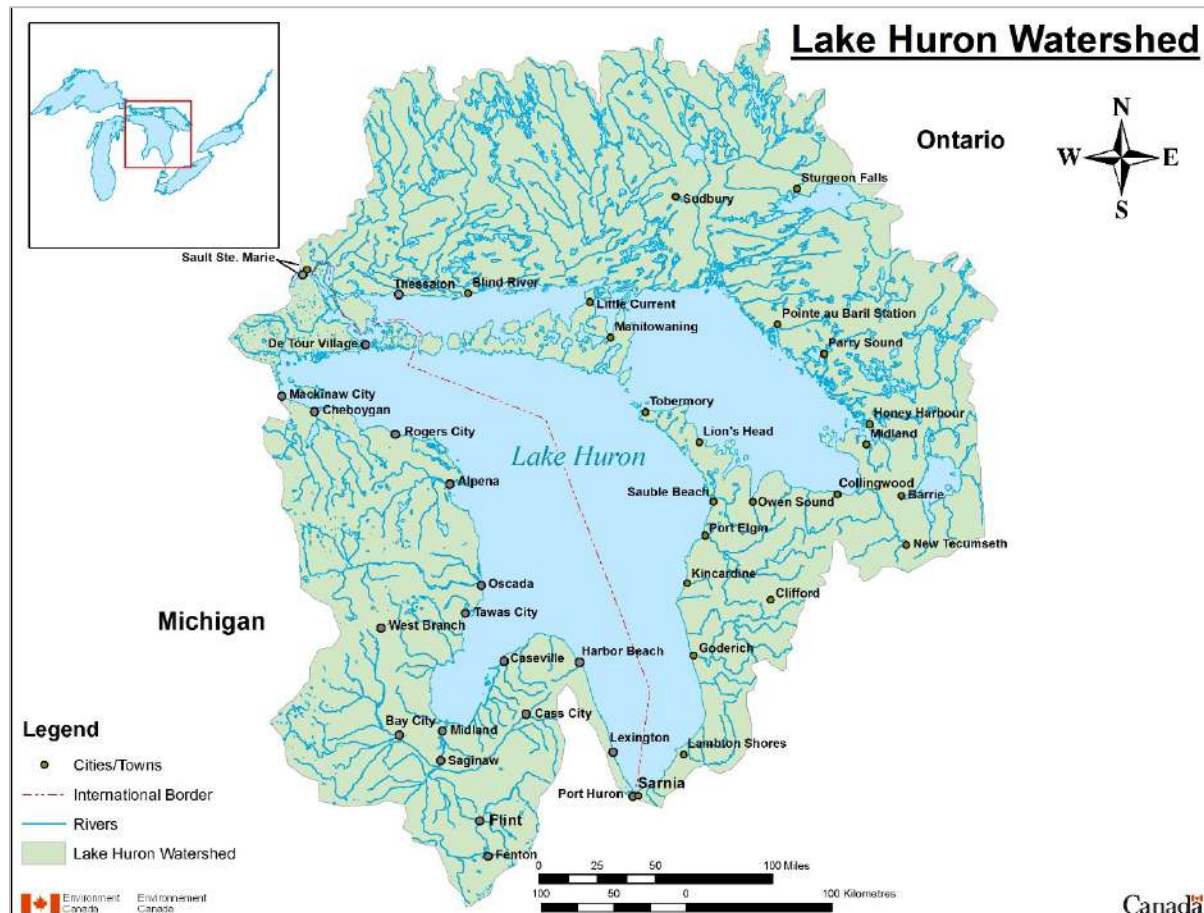 Lake Huron Watershed
Ontario
N
W E
S
Sturgeon Falls
Sudbury
Sault Ste. Marie
Thessalon
Blind River
Little Current
Pointe au Baril Station
Manitowaning
De Tour Village
Parry Sound
Mackinaw City
Cheboygan
Tobermory
Honey Harbour
Rogers City
Lion's Head
Midland
Lake Huron
Alpena
Sauble Beach
Owen Sound
Collingwood
Barrie
Port Elgin
New Tecumseth
Oscada
Kincardine
Clifford
Michigan
Tawas City
West Branch
Goderich
Caseville
Harbor Beach
Cass City
Bay City
Midland
Lexington
Lambton Shores
Saginaw
Port Huron
Sarnia
Flint
Fenton
Legend
Cities/Towns
International Border
Rivers
Lake Huron Watershed
0 25 50 100 Miles
100 50 0 100 Kilometres
Environment Canada
Environnement Canada
Canada